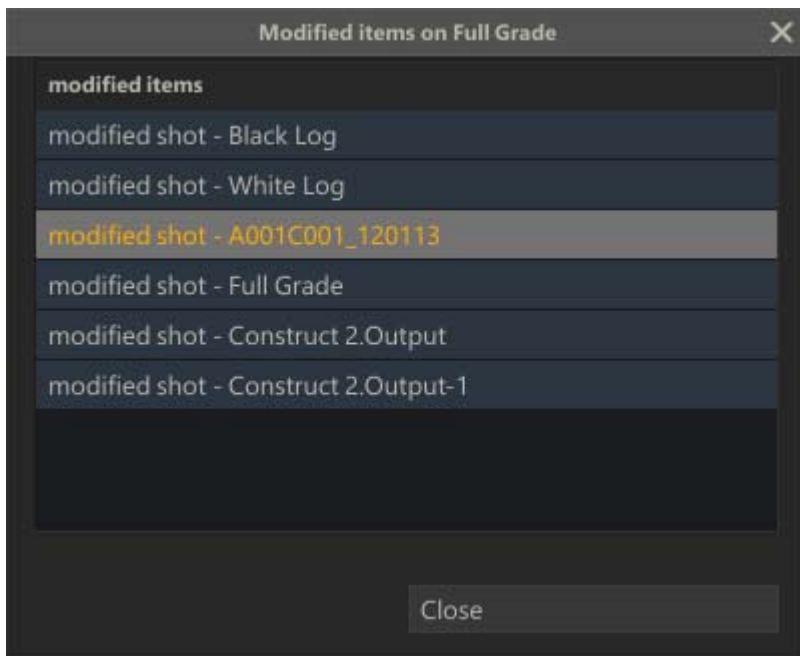 Modified items on Full Grade
modified items
modified shot - Black Log
modified shot - White Log
modified shot - A001C001_120113
modified shot - Full Grade
modified shot - Construct 2.Output
modified shot - Construct 2.Output-1
Close